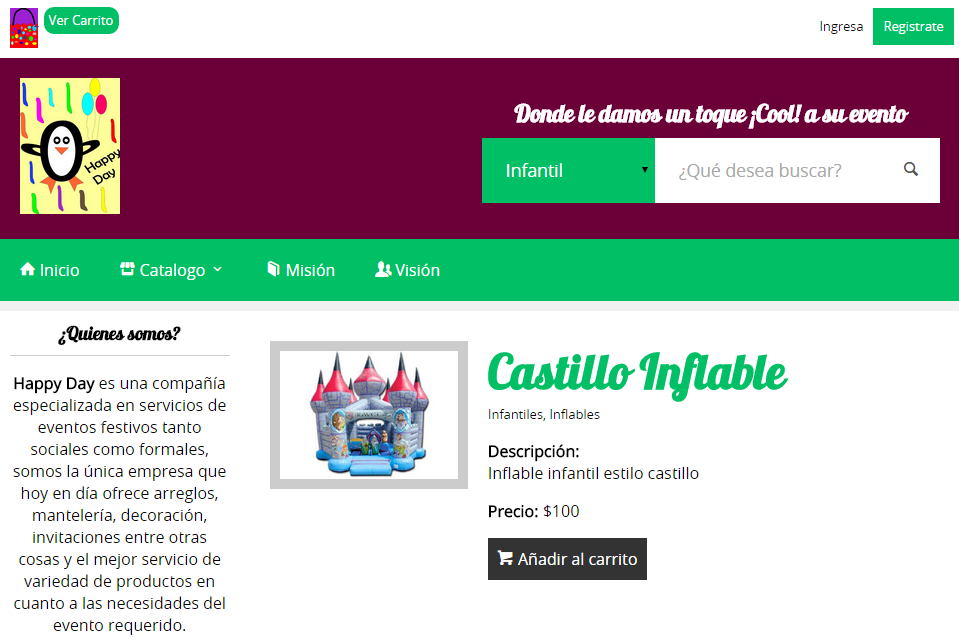 Ver Carrito
Ingresa
Registrate
Happy
Day
Donde le damos un toque ¡Cool! a su evento
Infantil
¿Qué desea buscar?
Inicio
Catalogo
Misión
Visión
¿Quienes somos?
Happy Day es una compañía
especializada en servicios de
eventos festivos tanto
sociales como formales,
somos la única empresa que
hoy en día ofrece arreglos,
mantelería, decoración,
invitaciones entre otras
cosas y el mejor servicio de
variedad de productos en
cuanto a las necesidades del
evento requerido.
Castillo Inflable
Infantiles, Inflables
Descripción:
Inflable infantil estilo castillo
Precio: $100
Añadir al carrito